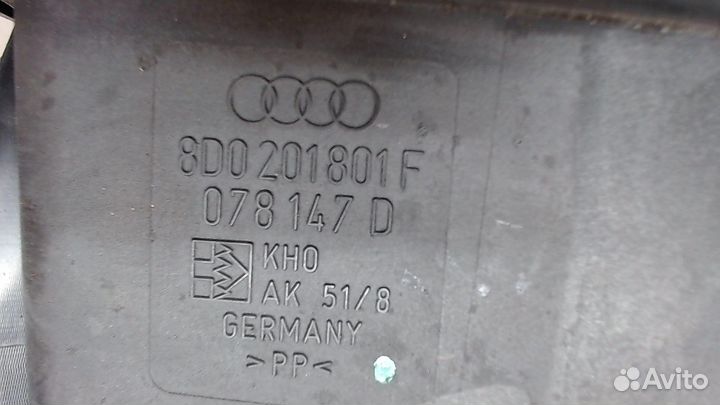 8D0 201 801 F
078 147 D
KHO
AK 51/8
GERMANY
>PP<
Avito